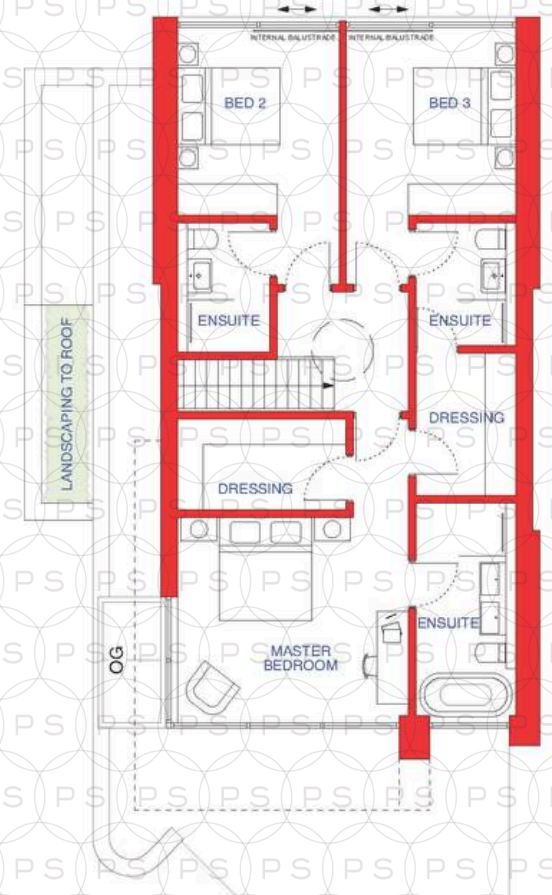 INTERNAL BALUSTRADE
INTERNAL BALUSTRADE
BED 2
BED 3
ENSUITE
ENSUITE
LANDSCAPING TO ROOF
DRESSING
DRESSING
ENSUITE
OG
MASTER
BEDROOM